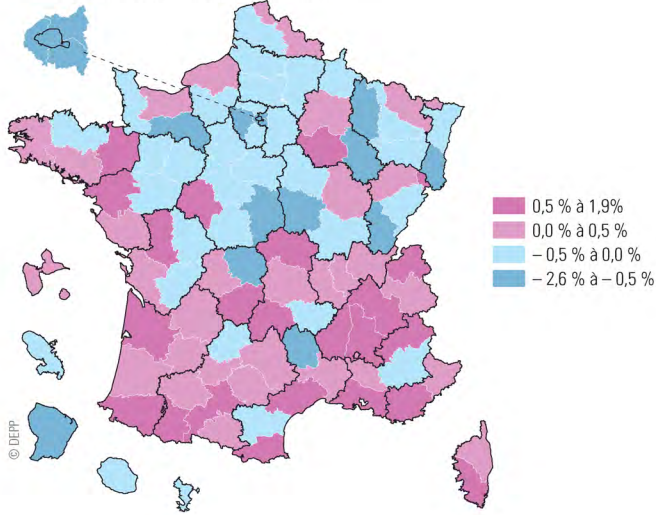 0,5 % à 1,9%
0,0 % à 0,5 %
– 0,5 % à 0,0 %
– 2,6 % à – 0,5 %
© DEPP